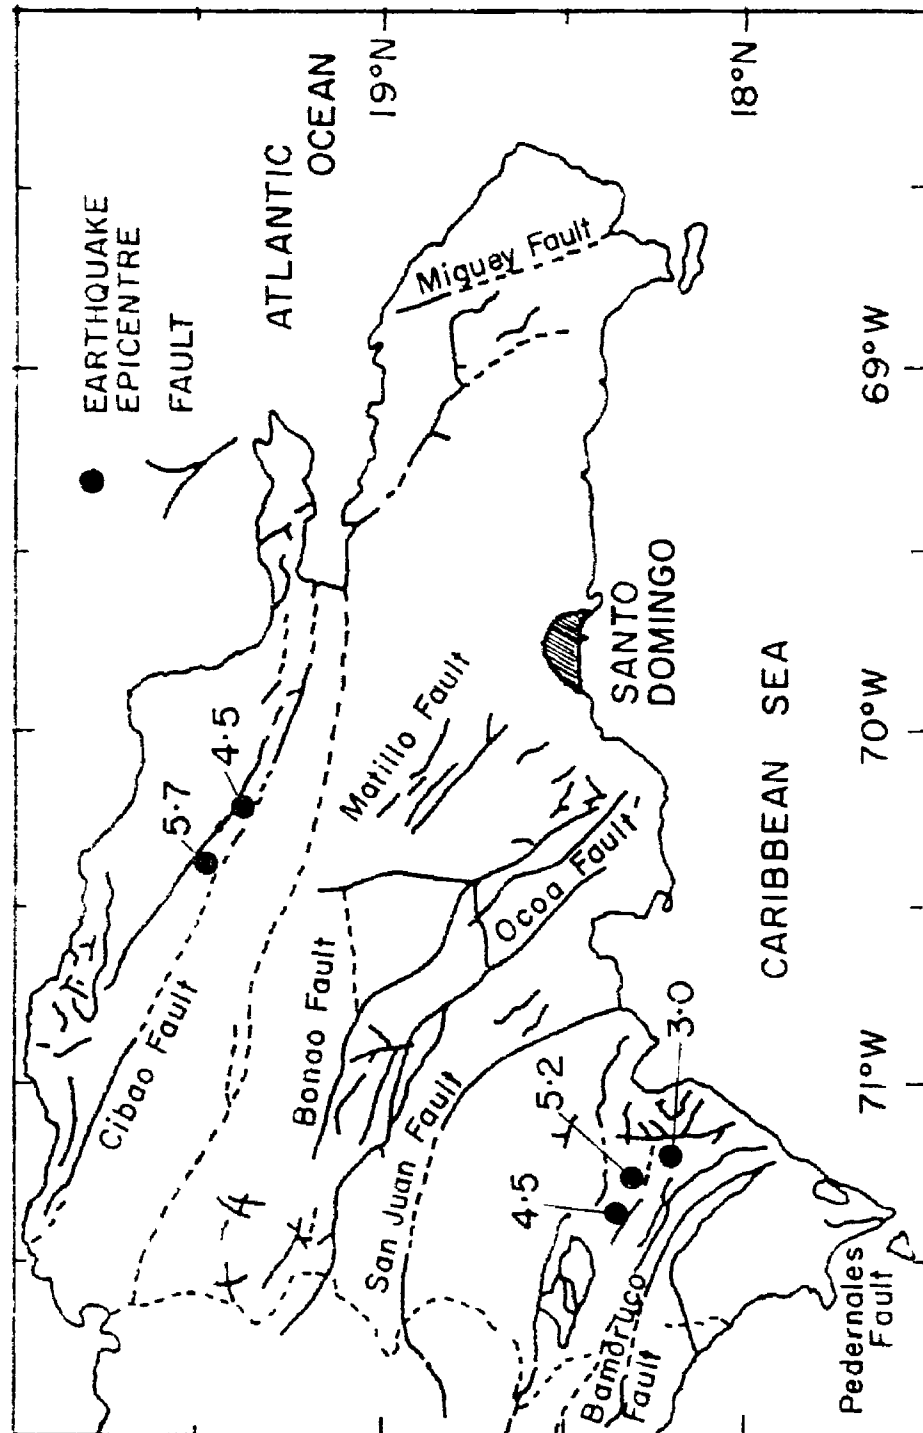 EARTHQUAKE
EPICENTRE
FAULT
ATLANTIC
OCEAN
19°N
18°N
Miguey Fault
69°W
SANTO
DOMINGO
5·7
4·5
Matillo Fault
70°W
CARIBBEAN SEA
Ocoa Fault
Cibao Fault
Bonao Fault
San Juan Fault
5·2
4·5
3·0
71°W
Bamoruco
Fault
Pedernales
Fault